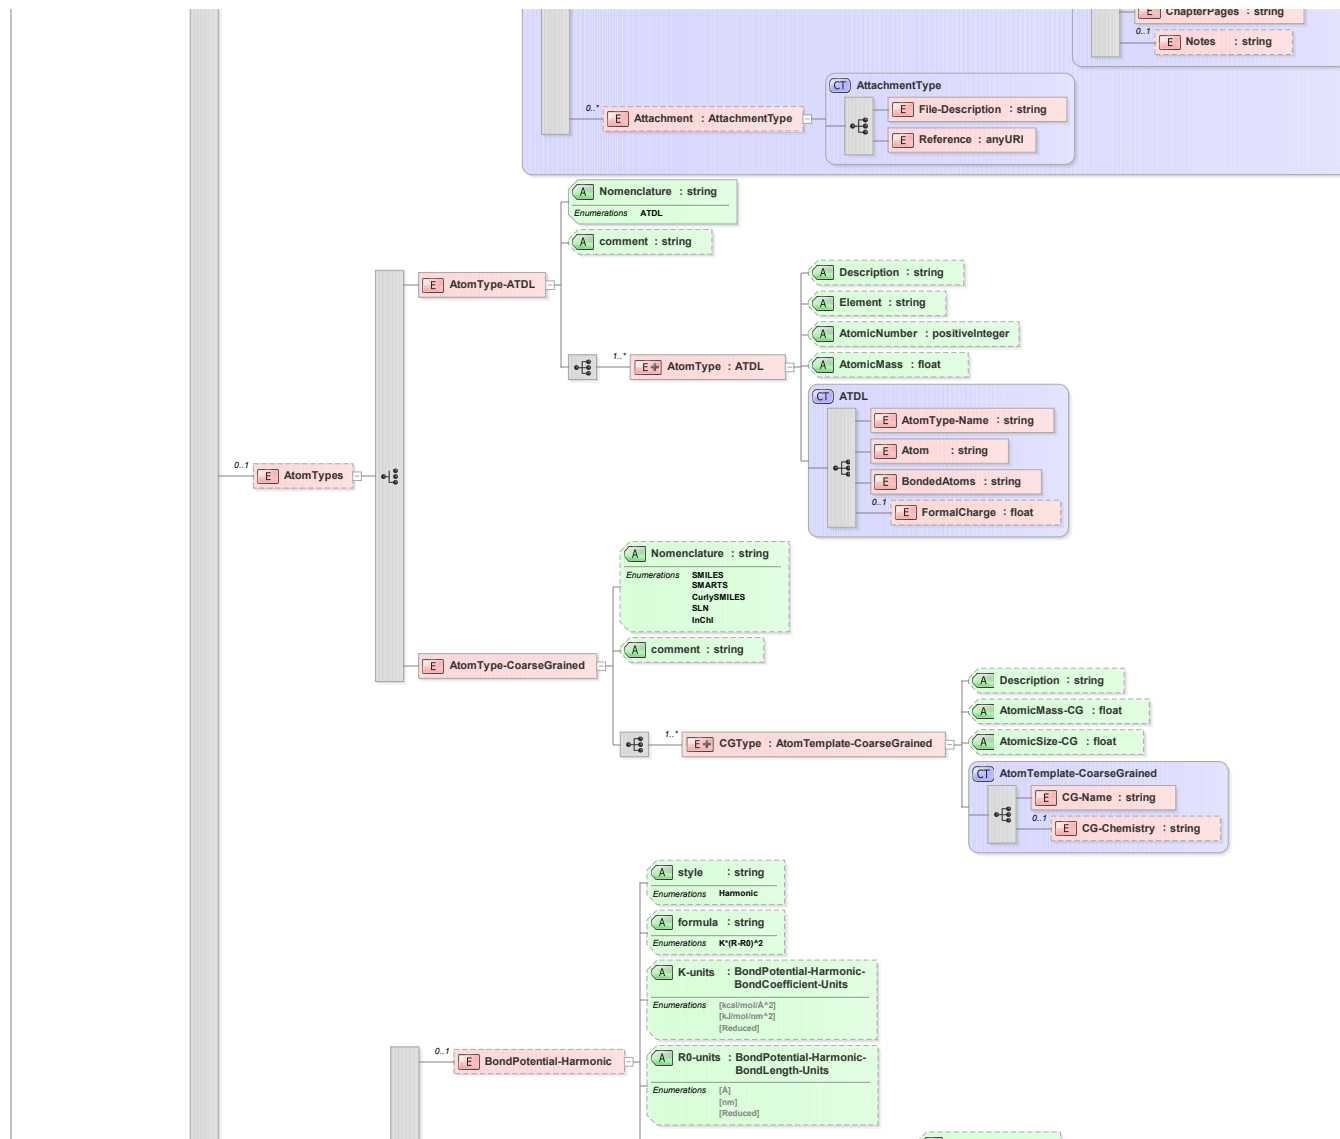 E ChapterPages : string
0..1
E Notes : string
CT AttachmentType
0..*
E Attachment : AttachmentType
E File-Description : string
E Reference : anyURI
A Nomenclature : string
Enumerations ATDL
A comment : string
E AtomType-ATDL
A Description : string
A Element : string
A AtomicNumber : positiveInteger
1..*
E AtomType : ATDL
A AtomicMass : float
CT ATDL
E AtomType-Name : string
E Atom : string
0..1
E AtomTypes
E BondedAtoms : string
0..1
E FormalCharge : float
A Nomenclature : string
Enumerations SMILES
SMARTS
CurlySMILES
SLN
InChI
A comment : string
E AtomType-CoarseGrained
A Description : string
A AtomicMass-CG : float
1..*
E CGType : AtomTemplate-CoarseGrained
A AtomicSize-CG : float
CT AtomTemplate-CoarseGrained
E CG-Name : string
0..1
E CG-Chemistry : string
A style : string
Enumerations Harmonic
A formula : string
Enumerations K*(R-R0)^2
A K-units : BondPotential-Harmonic-
BondCoefficient-Units
Enumerations [kcal/mol/Å^2]
[kJ/mol/nm^2]
[Reduced]
0..1
E BondPotential-Harmonic
A R0-units : BondPotential-Harmonic-
BondLength-Units
Enumerations [Å]
[nm]
[Reduced]